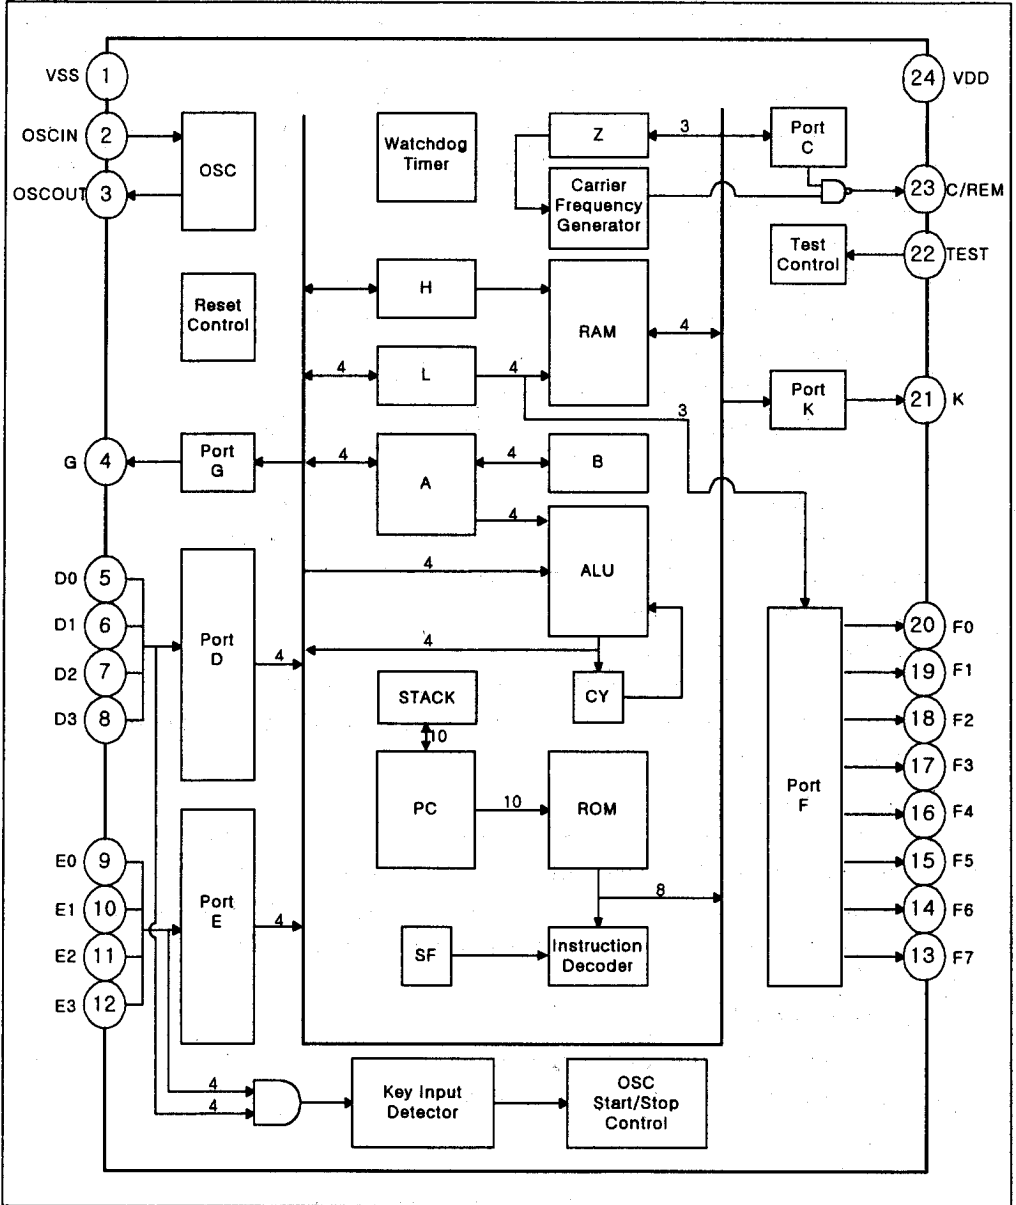 VSS 1
24 VDD
OSCIN 2
OSC
OSCOUT 3
Watchdog
Timer
Z
3
Port
C
Carrier
Frequency
Generator
23 C/REM
Test
Control
22 TEST
Reset
Control
H
RAM
4
4
L
4
3
Port
K
21 K
G 4
Port
G
4
A
4
B
4
ALU
4
4
CY
D0 5
D1 6
D2 7
D3 8
Port
D
4
STACK
10
PC
10
ROM
8
SF
Instruction
Decoder
E0 9
E1 10
E2 11
E3 12
Port
E
4
Port
F
20 F0
19 F1
18 F2
17 F3
16 F4
15 F5
14 F6
13 F7
4
4
Key Input
Detector
OSC
Start/Stop
Control